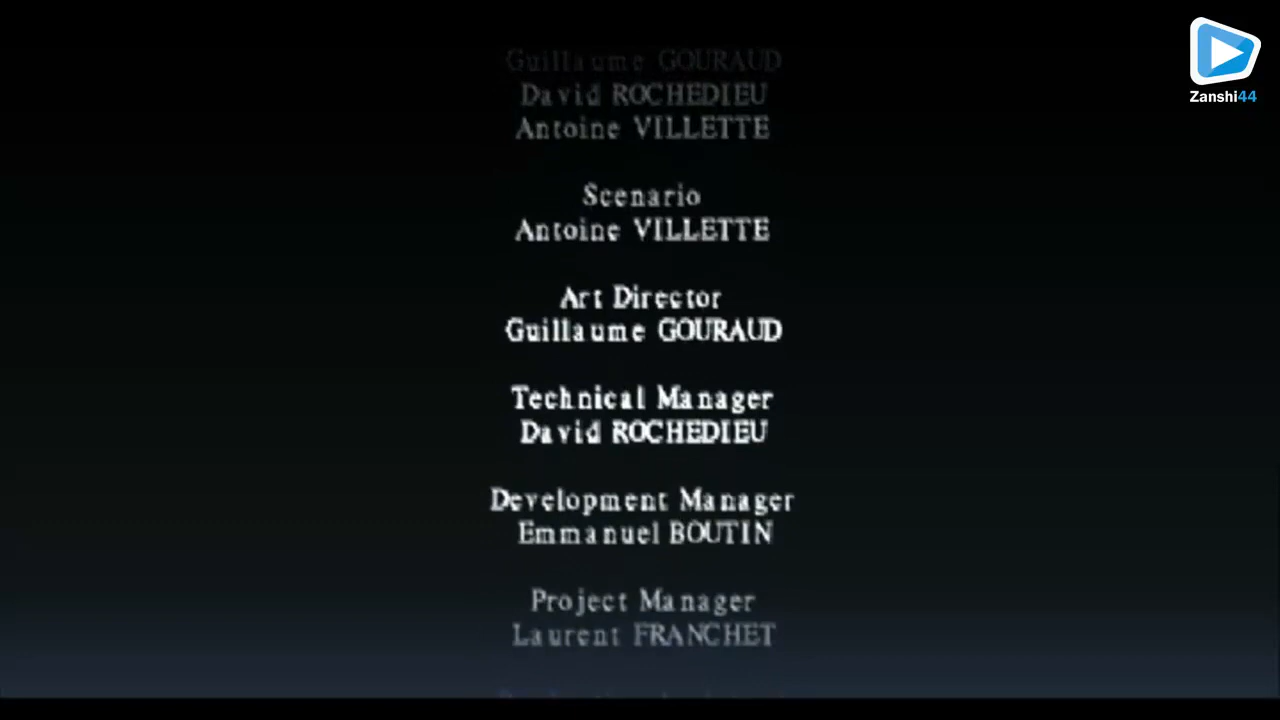 Guillaume GOURAUD
David ROCHEDIEU
Antoine VILLETTE
Scenario
Antoine VILLETTE
Art Director
Guillaume GOURAUD
Technical Manager
David ROCHEDIEU
Development Manager
Emmanuel BOUTIN
Project Manager
Laurent FRANCHET
Zanshi44